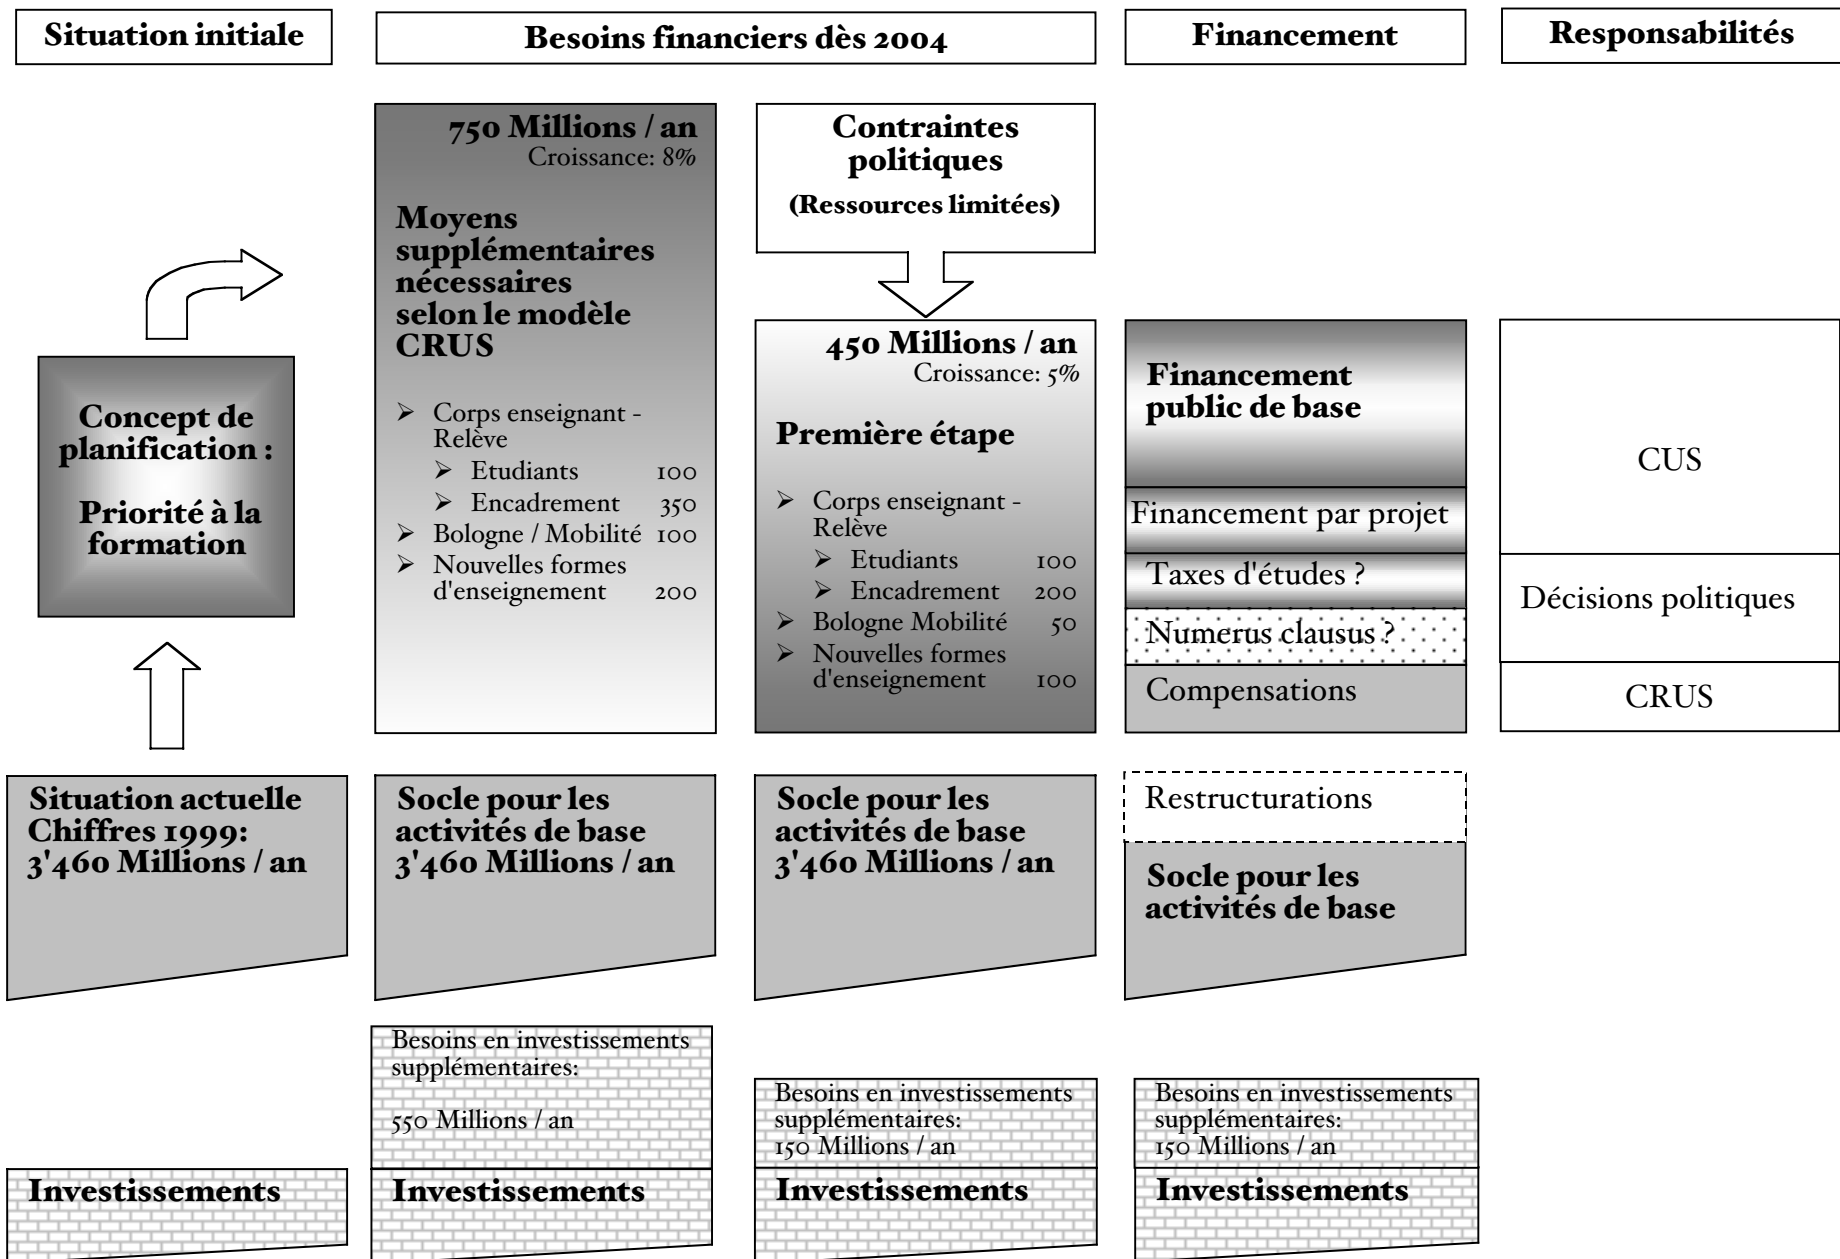 Situation initiale
Besoins financiers dès 2004
Financement
Responsabilités
750 Millions / an
Croissance: 8%
Moyens
supplémentaires
nécessaires
selon le modèle
CRUS
➢ Corps enseignant -
Relève
➢ Etudiants 100
➢ Encadrement 350
➢ Bologne / Mobilité 100
➢ Nouvelles formes
d'enseignement 200
Contraintes
politiques
(Ressources limitées)
450 Millions / an
Croissance: 5%
Première étape
➢ Corps enseignant -
Relève
➢ Etudiants 100
➢ Encadrement 200
➢ Bologne Mobilité 50
➢ Nouvelles formes
d'enseignement 100
Concept de
planification :
Priorité à la
formation
Financement
public de base
Financement par projet
Taxes d'études ?
Numerus clausus ?
Compensations
CUS
Décisions politiques
CRUS
Situation actuelle
Chiffres 1999:
3'460 Millions / an
Socle pour les
activités de base
3'460 Millions / an
Socle pour les
activités de base
3'460 Millions / an
Restructurations
Socle pour les
activités de base
Besoins en investissements
supplémentaires:
550 Millions / an
Besoins en investissements
supplémentaires:
150 Millions / an
Besoins en investissements
supplémentaires:
150 Millions / an
Investissements
Investissements
Investissements
Investissements